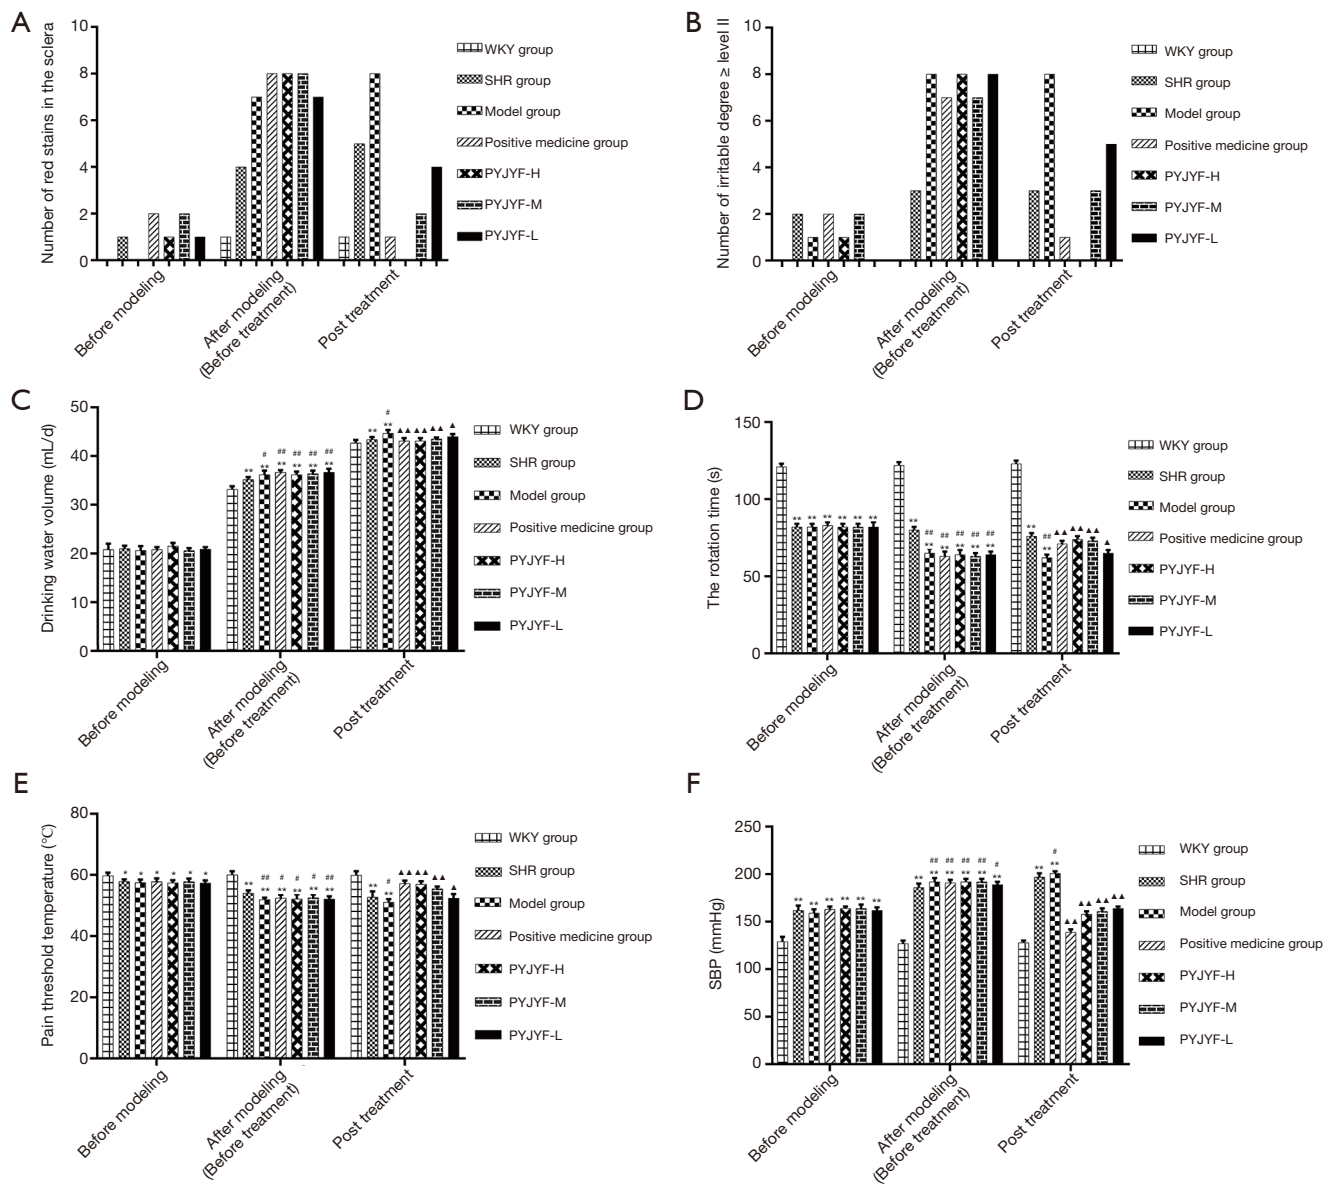 A
Number of red stains in the sclera
10
8
6
4
2
0
Before modeling
After modeling
(Before treatment)
Post treatment
WKY group
SHR group
Model group
Positive medicine group
PYJYF-H
PYJYF-M
PYJYF-L
B
Number of irritable degree ≥ level II
10
8
6
4
2
0
Before modeling
After modeling
(Before treatment)
Post treatment
WKY group
SHR group
Model group
Positive medicine group
PYJYF-H
PYJYF-M
PYJYF-L
C
Drinking water volume (mL/d)
50
40
30
20
10
0
** # ** ## ** ## ** ## ** ## **
** # ** ▲▲ ▲▲ ▲▲ ▲
Before modeling
After modeling
(Before treatment)
Post treatment
WKY group
SHR group
Model group
Positive medicine group
PYJYF-H
PYJYF-M
PYJYF-L
D
The rotation time (s)
150
100
50
0
** ** ** ** ** **
** ## ** ## ** ## ** ## ** ## **
** ## ** ▲▲ ▲▲ ▲▲ ▲
Before modeling
After modeling
(Before treatment)
Post treatment
WKY group
SHR group
Model group
Positive medicine group
PYJYF-H
PYJYF-M
PYJYF-L
E
Pain threshold temperature (°C)
80
60
40
20
0
* * * * * *
** ## ** # ** # ** # ** ## **
** # ** ▲▲ ▲▲ ▲▲ ▲
Before modeling
After modeling
(Before treatment)
Post treatment
WKY group
SHR group
Model group
Positive medicine group
PYJYF-H
PYJYF-M
PYJYF-L
F
SBP (mmHg)
250
200
150
100
50
0
** ** ** ** ** **
** ## ** ## ** ## ** ## ** # **
** # ** ▲▲ ▲▲ ▲▲ ▲▲
Before modeling
After modeling
(Before treatment)
Post treatment
WKY group
SHR group
Model group
Positive medicine group
PYJYF-H
PYJYF-M
PYJYF-L